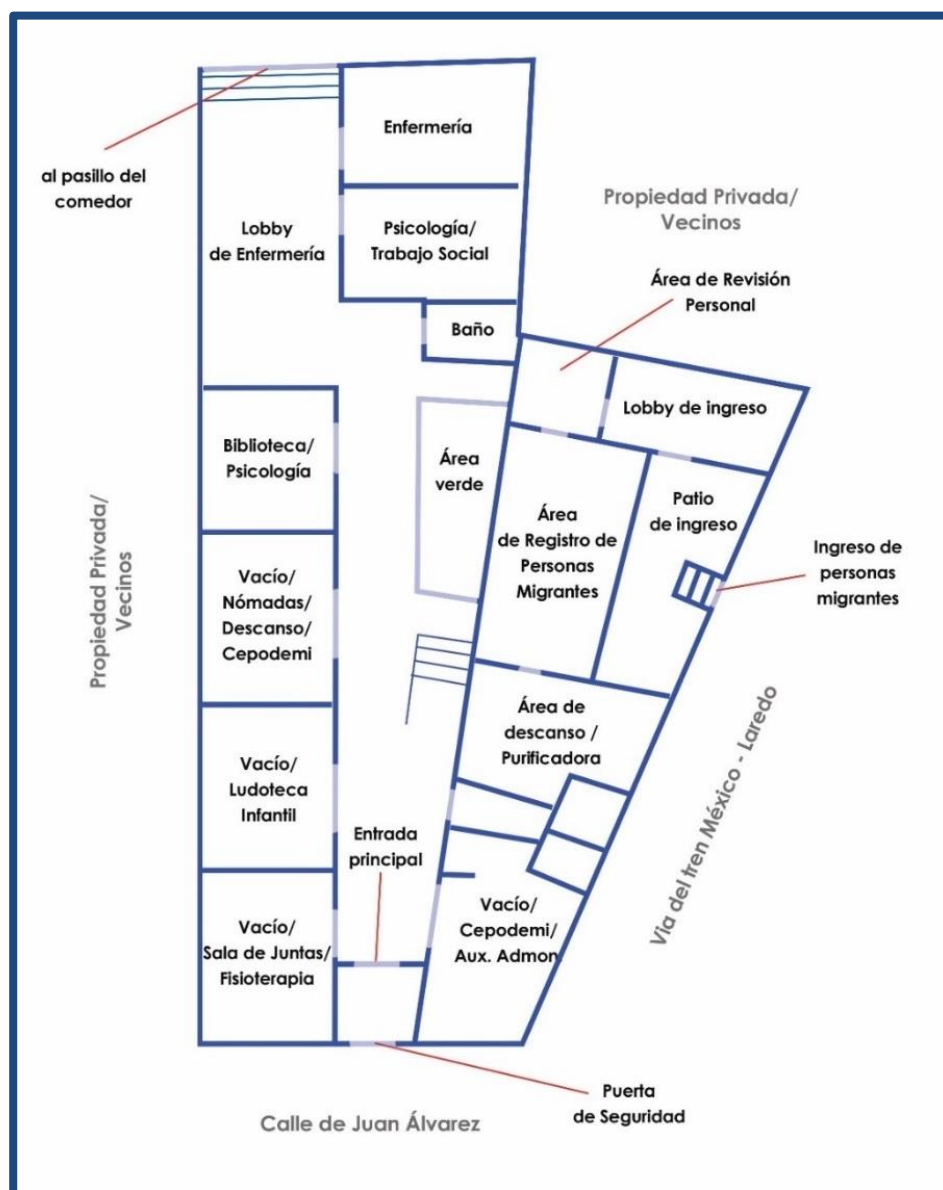 Enfermería
al pasillo del
comedor
Lobby
de Enfermería
Psicología/
Trabajo Social
Propiedad Privada/
Vecinos
Área de Revisión
Personal
Baño
Lobby de ingreso
Biblioteca/
Psicología
Área
verde
Área
de Registro de
Personas
Migrantes
Patio
de ingreso
Ingreso de
personas
migrantes
Propiedad Privada/
Vecinos
Vacío/
Nómadas/
Descanso/
Cepodemi
Área de
descanso /
Purificadora
Vacío/
Ludoteca
Infantil
Via del tren México - Laredo
Entrada
principal
Vacío/
Sala de Juntas/
Fisioterapia
Vacío/
Cepodemi/
Aux. Admon.
Puerta
de Seguridad
Calle de Juan Álvarez